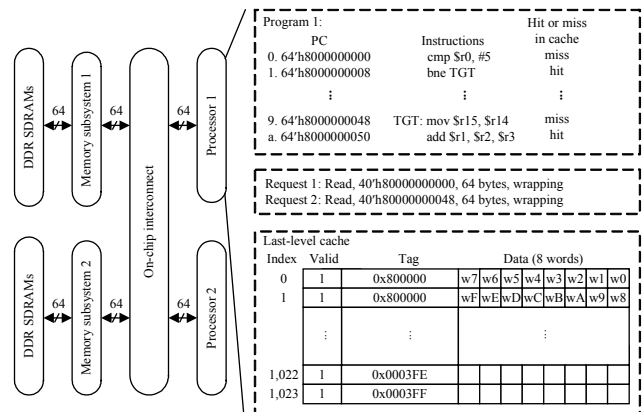 DDR SDRAMs
64
Memory subsystem 1
64
On-chip interconnect
64
Processor 1
DDR SDRAMs
64
Memory subsystem 2
64
64
Processor 2
Program 1:
PC Instructions Hit or miss in cache
0. 64'h8000000000 cmp $r0, #5 miss
1. 64'h8000000008 bne TGT hit
⋮ ⋮ ⋮
9. 64'h8000000048 TGT: mov $r15, $r14 miss
a. 64'h8000000050 add $r1, $r2, $r3 hit
Request 1: Read, 40'h80000000000, 64 bytes, wrapping
Request 2: Read, 40'h80000000048, 64 bytes, wrapping
Last-level cache
Index Valid Tag Data (8 words)
0 1 0x800000 w7 w6 w5 w4 w3 w2 w1 w0
1 1 0x800000 wF wE wD wC wB wA w9 w8
⋮ ⋮ ⋮
1,022 1 0x0003FE
1,023 1 0x0003FF